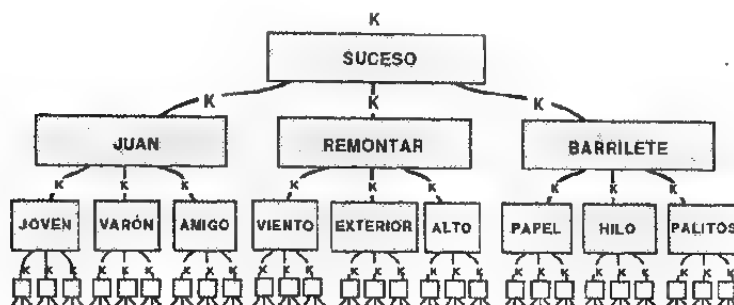 K
SUCESO
K K K
JUAN REMONTAR BARRILETE
K K K K K K K K K
JOVEN VARÓN AMIGO VIENTO EXTERIOR ALTO PAPEL HILO PALITOS
K K K K K K K K K K K K K K K K K K K K K K K K K K K